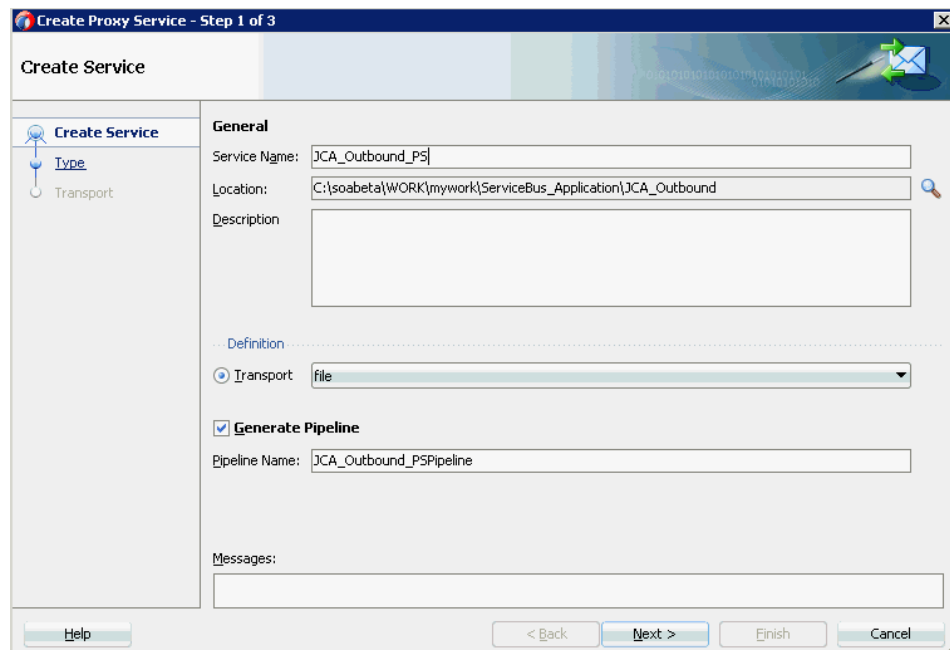 Create Proxy Service - Step 1 of 3
Create Service
Create Service
Type
Transport
General
Service Name: JCA_Outbound_PS
Location: C:\soabeta\WORK\mywork\ServiceBus_Application\JCA_Outbound
Description
Definition
Transport file
Generate Pipeline
Pipeline Name: JCA_Outbound_PSPipeline
Messages:
Help
< Back
Next >
Finish
Cancel